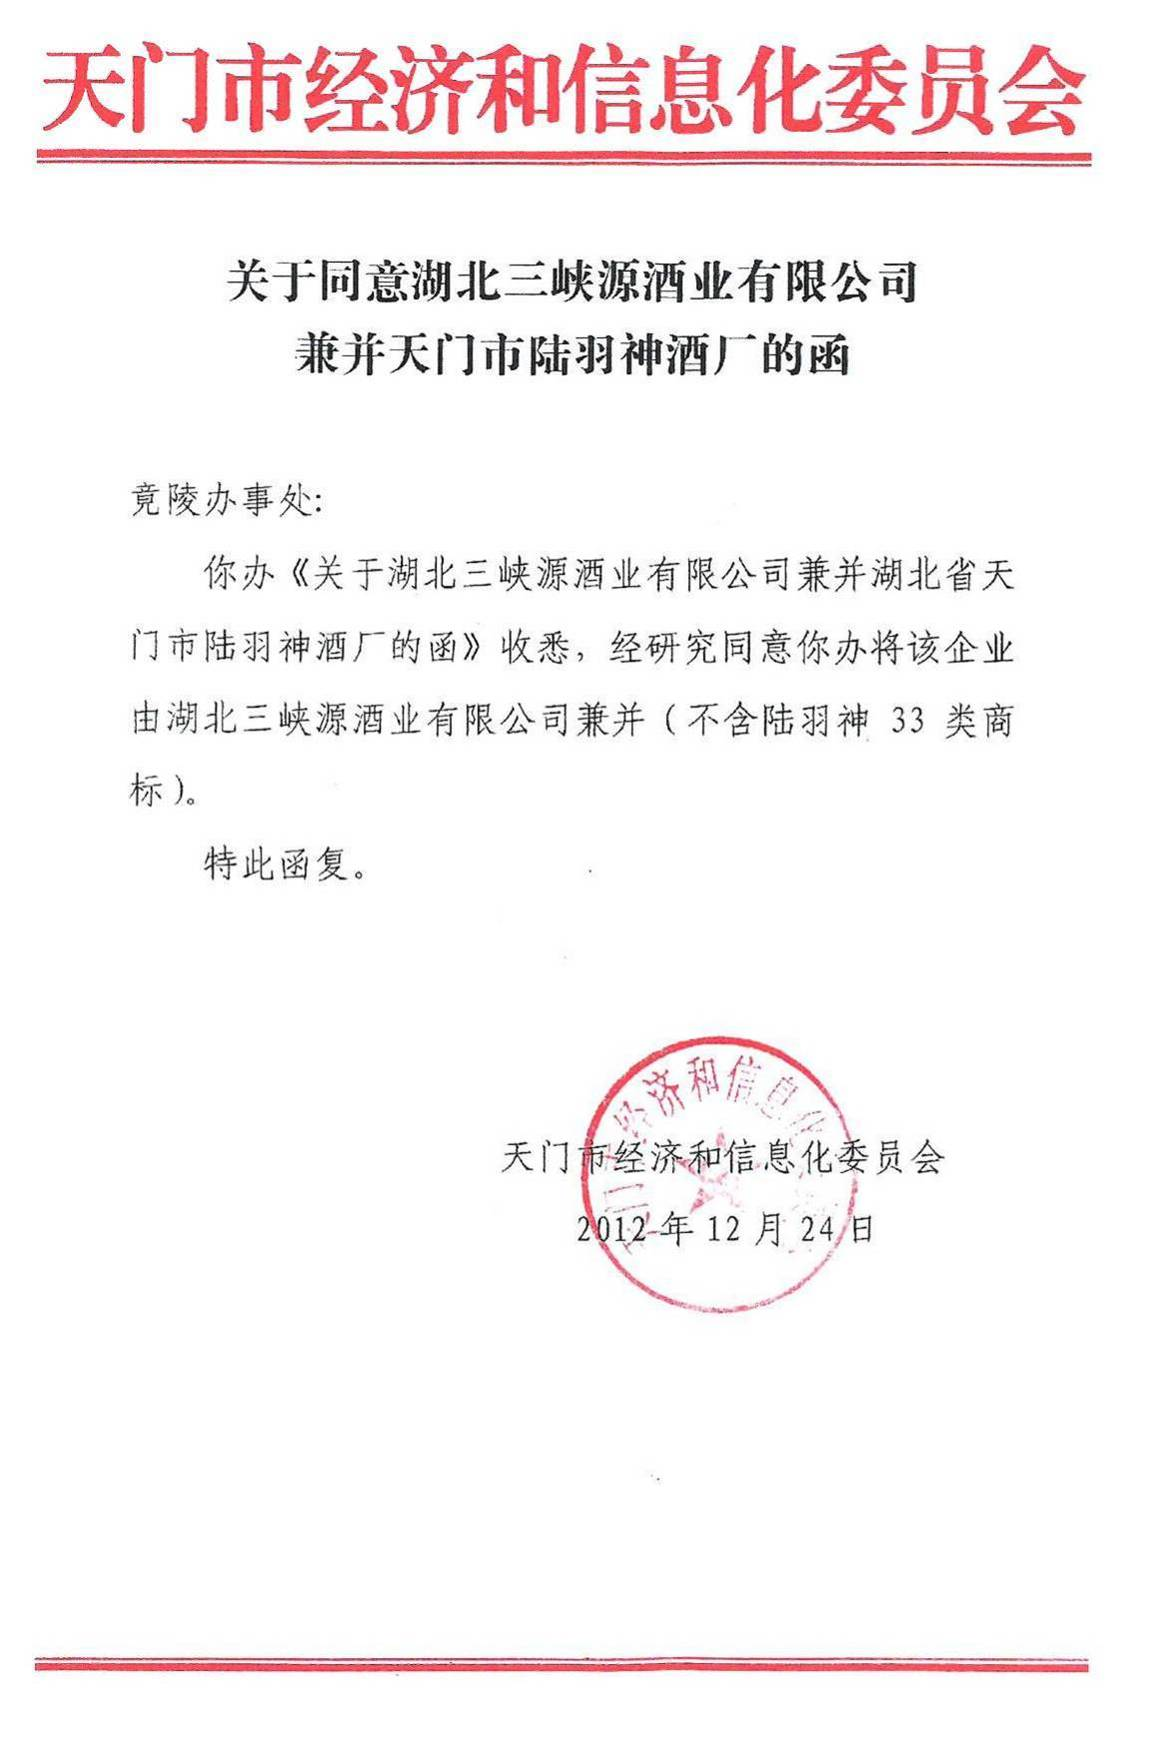 天门市经济和信息化委员会
关于同意湖北三峡源酒业有限公司
兼并天门市陆羽神酒厂的函
竟陵办事处:
你办《关于湖北三峡源酒业有限公司兼并湖北省天
门市陆羽神酒厂的函》收悉，经研究同意你办将该企业
由湖北三峡源酒业有限公司兼并（不含陆羽神 33 类商
标）。
特此函复。
经济和信息化
天门市经济和信息化委员会
2012 年 12 月 24 日